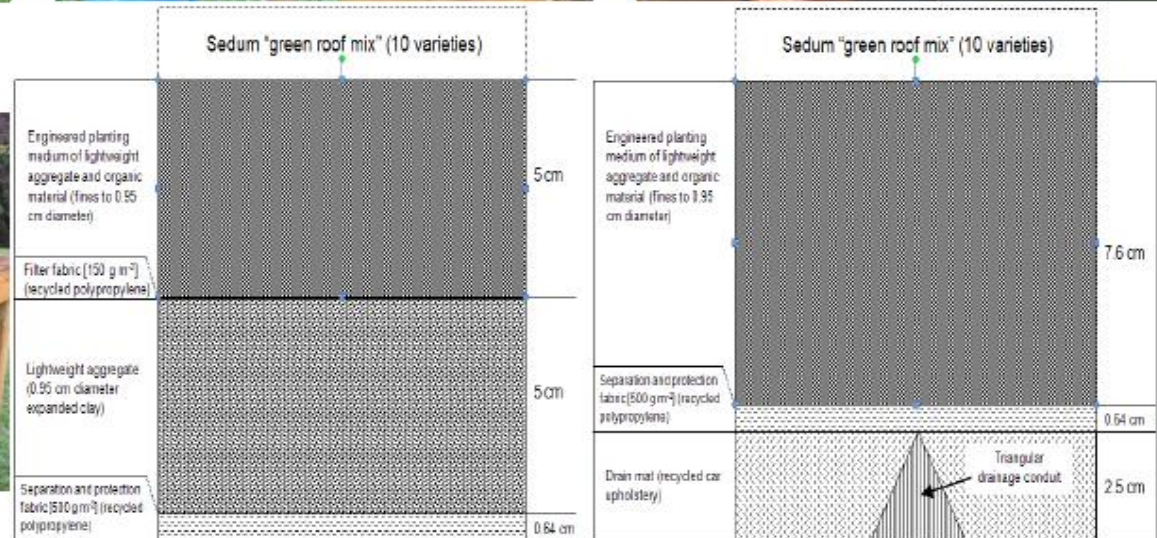 Sedum "green roof mix" (10 varieties)
Engineered planting
medium of lightweight
aggregate and organic
material (fines to 0.95
cm diameter)
5 cm
Filter fabric [150 g m⁻²]
(recycled polypropylene)
Lightweight aggregate
(0.95 cm diameter
expanded clay)
5 cm
Separation and protection
fabric [500 g m⁻²] (recycled
polypropylene)
0.64 cm
Sedum "green roof mix" (10 varieties)
Engineered planting
medium of lightweight
aggregate and organic
material (fines to 0.95
cm diameter)
7.6 cm
Separation and protection
fabric [500 g m⁻²] (recycled
polypropylene)
0.64 cm
Drain mat (recycled car
upholstery)
Triangular
drainage conduit
2.5 cm